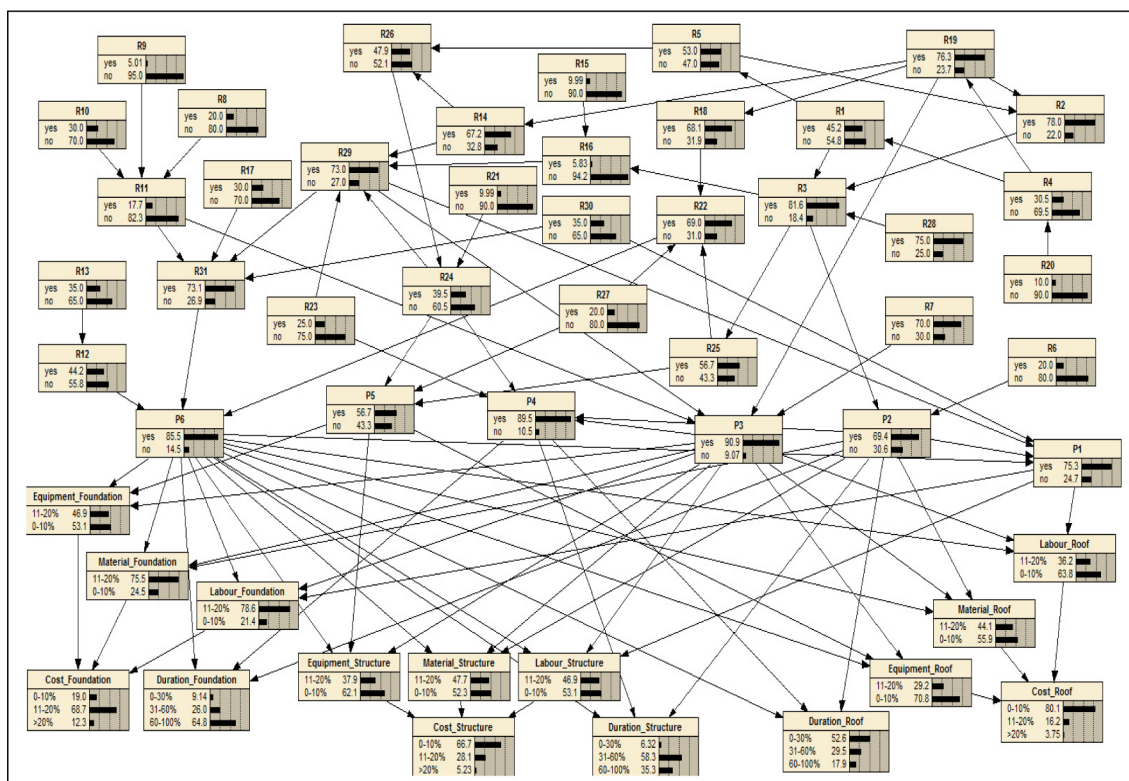 R9
yes 5.01
no 95.0
R26
yes 47.9
no 52.1
R5
yes 53.0
no 47.0
R19
yes 76.3
no 23.7
R15
yes 9.99
no 90.0
R10
yes 30.0
no 70.0
R8
yes 20.0
no 80.0
R14
yes 67.2
no 32.8
R18
yes 68.1
no 31.9
R1
yes 45.2
no 54.8
R2
yes 78.0
no 22.0
R29
yes 73.0
no 27.0
R16
yes 5.83
no 94.2
R17
yes 30.0
no 70.0
R11
yes 17.7
no 82.3
R21
yes 9.99
no 90.0
R30
yes 35.0
no 65.0
R22
yes 69.0
no 31.0
R3
yes 81.6
no 18.4
R4
yes 30.5
no 69.5
R28
yes 75.0
no 25.0
R13
yes 35.0
no 65.0
R31
yes 73.1
no 26.9
R24
yes 39.5
no 60.5
R20
yes 10.0
no 90.0
R23
yes 25.0
no 75.0
R27
yes 20.0
no 80.0
R7
yes 70.0
no 30.0
R12
yes 44.2
no 55.8
R25
yes 56.7
no 43.3
R6
yes 20.0
no 80.0
P6
yes 85.5
no 14.5
P5
yes 56.7
no 43.3
P4
yes 89.5
no 10.5
P3
yes 90.9
no 9.07
P2
yes 69.4
no 30.6
P1
yes 75.3
no 24.7
Equipment_Foundation
11-20% 46.9
0-10% 53.1
Material_Foundation
11-20% 75.5
0-10% 24.5
Labour_Foundation
11-20% 78.6
0-10% 21.4
Labour_Roof
11-20% 36.2
0-10% 63.8
Material_Roof
11-20% 44.1
0-10% 55.9
Cost_Foundation
0-10% 19.0
11-20% 68.7
>20% 12.3
Duration_Foundation
0-30% 9.14
31-60% 26.0
60-100% 64.8
Equipment_Structure
11-20% 37.9
0-10% 62.1
Material_Structure
11-20% 47.7
0-10% 52.3
Labour_Structure
11-20% 46.9
0-10% 53.1
Equipment_Roof
11-20% 29.2
0-10% 70.8
Cost_Roof
0-10% 80.1
11-20% 16.2
>20% 3.75
Cost_Structure
0-10% 66.7
11-20% 28.1
>20% 5.23
Duration_Structure
0-30% 6.32
31-60% 58.3
60-100% 35.3
Duration_Roof
0-30% 52.6
31-60% 29.5
60-100% 17.9